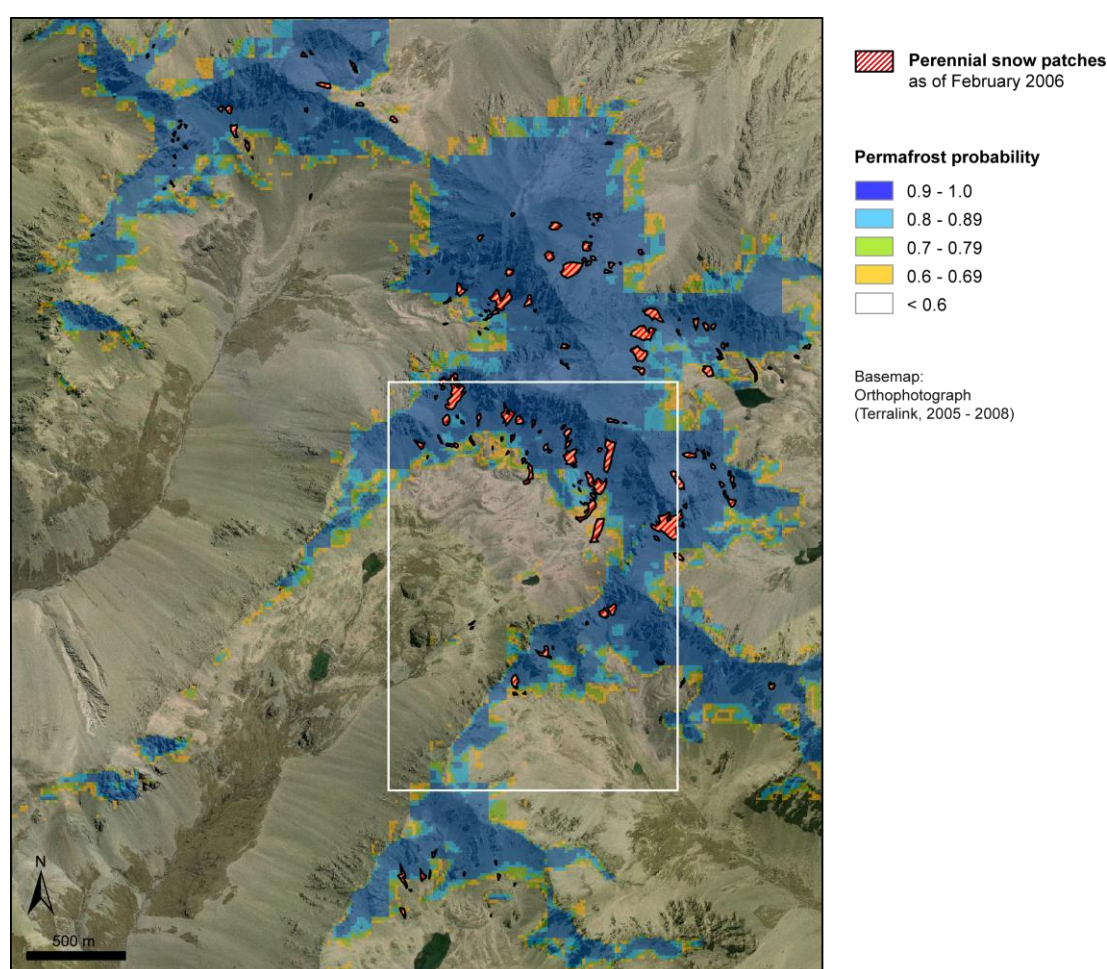 Perennial snow patches
as of February 2006
Permafrost probability
0.9 - 1.0
0.8 - 0.89
0.7 - 0.79
0.6 - 0.69
< 0.6
Basemap:
Orthophotograph
(Terralink, 2005 - 2008)
N
500 m